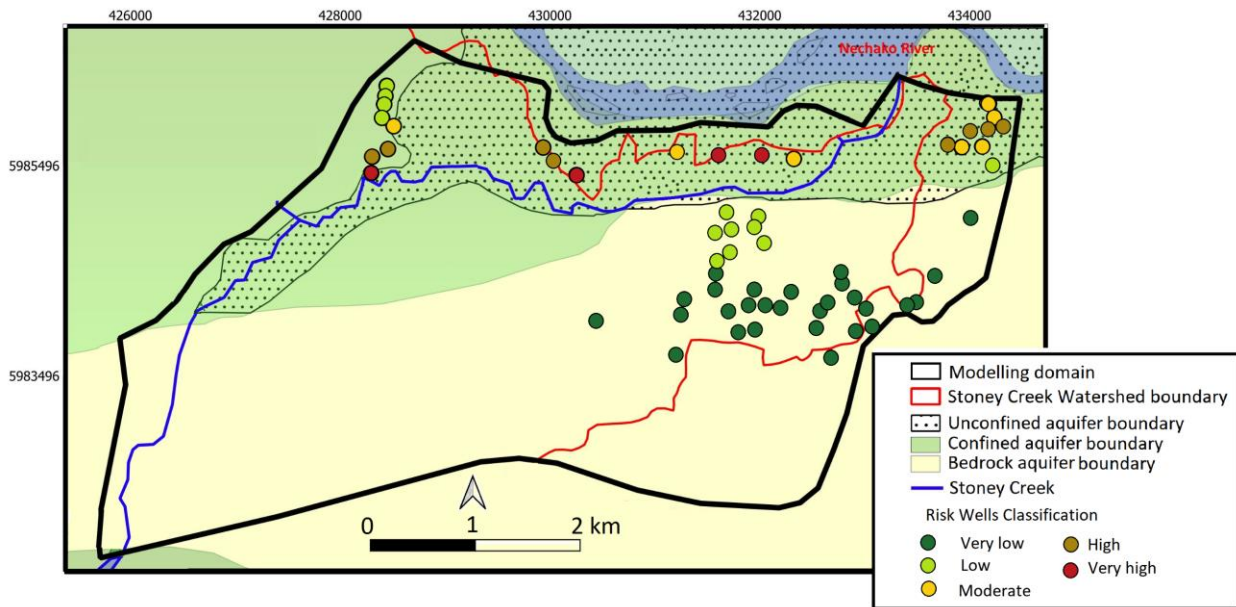 426000 428000 430000 432000 434000
Nechako River
5985496
5983496
0 1 2 km
Modelling domain
Stoney Creek Watershed boundary
Unconfined aquifer boundary
Confined aquifer boundary
Bedrock aquifer boundary
Stoney Creek
Risk Wells Classification
Very low High
Low Very high
Moderate